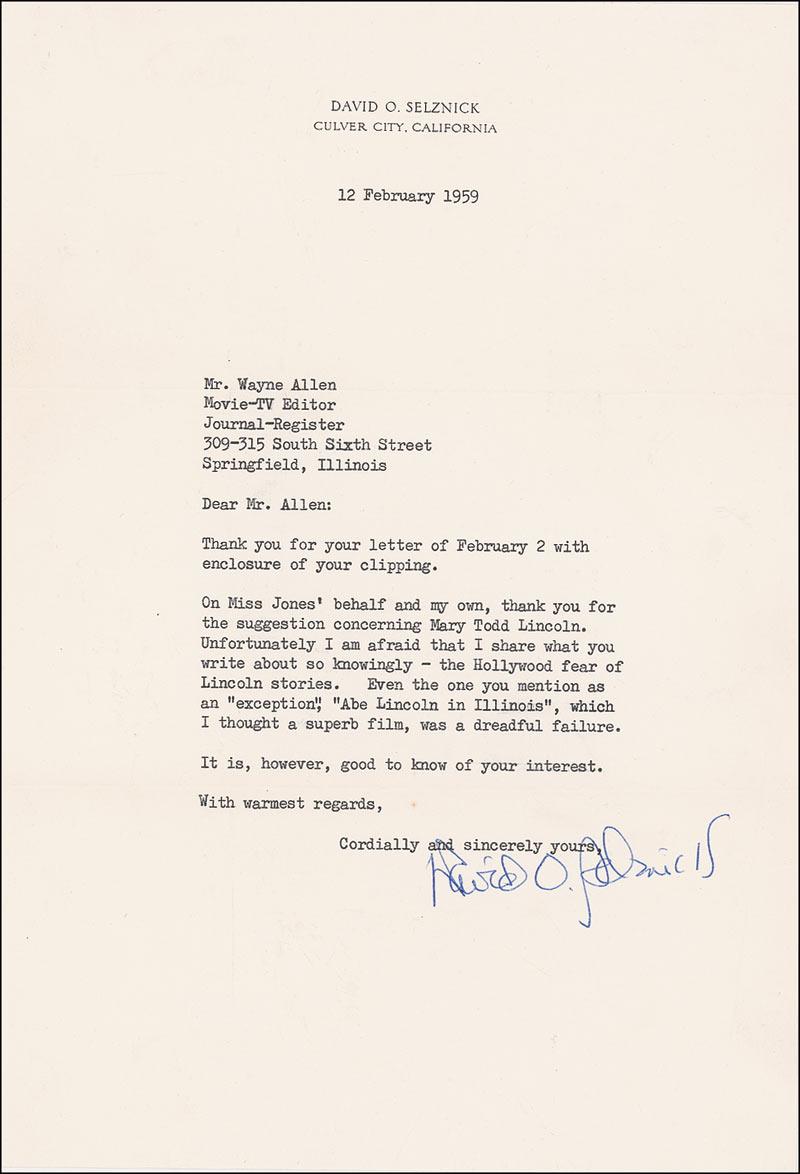 DAVID O. SELZNICK
CULVER CITY, CALIFORNIA
12 February 1959
Mr. Wayne Allen
Movie-TV Editor
Journal-Register
309-315 South Sixth Street
Springfield, Illinois
Dear Mr. Allen:
Thank you for your letter of February 2 with
enclosure of your clipping.
On Miss Jones' behalf and my own, thank you for
the suggestion concerning Mary Todd Lincoln.
Unfortunately I am afraid that I share what you
write about so knowingly - the Hollywood fear of
Lincoln stories. Even the one you mention as
an "exception", "Abe Lincoln in Illinois", which
I thought a superb film, was a dreadful failure.
It is, however, good to know of your interest.
With warmest regards,
Cordially and sincerely yours,
David O. Selznick